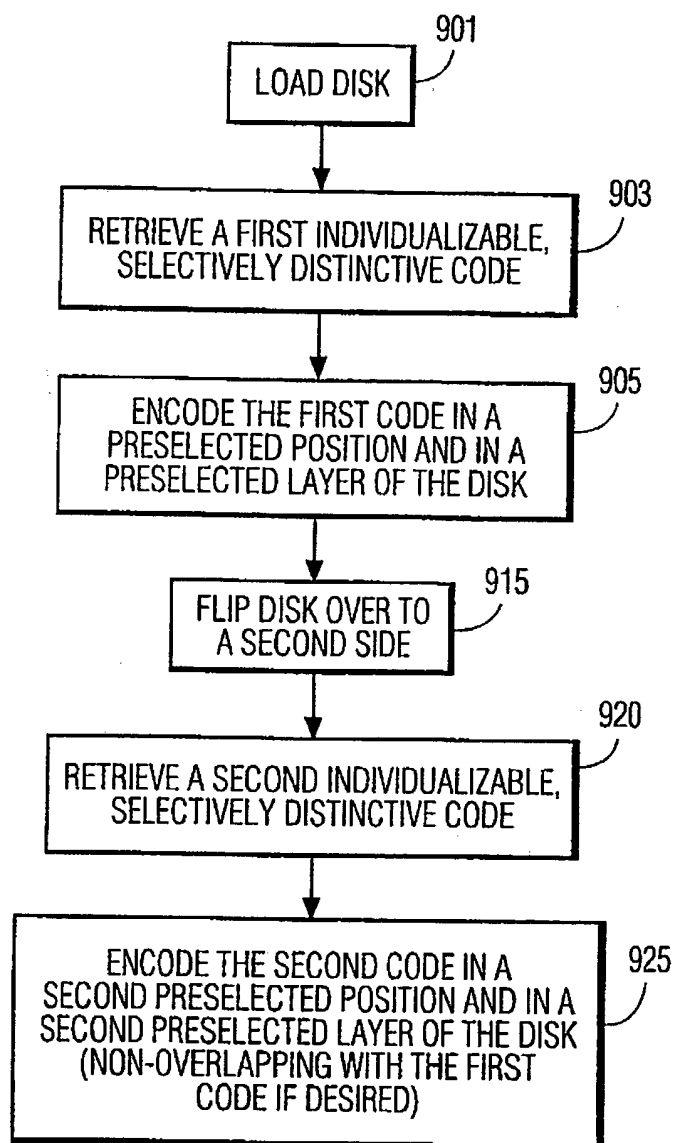 901
LOAD DISK
903
RETRIEVE A FIRST INDIVIDUALIZABLE,
SELECTIVELY DISTINCTIVE CODE
905
ENCODE THE FIRST CODE IN A
PRESELECTED POSITION AND IN A
PRESELECTED LAYER OF THE DISK
915
FLIP DISK OVER TO
A SECOND SIDE
920
RETRIEVE A SECOND INDIVIDUALIZABLE,
SELECTIVELY DISTINCTIVE CODE
925
ENCODE THE SECOND CODE IN A
SECOND PRESELECTED POSITION AND IN A
SECOND PRESELECTED LAYER OF THE DISK
(NON-OVERLAPPING WITH THE FIRST
CODE IF DESIRED)